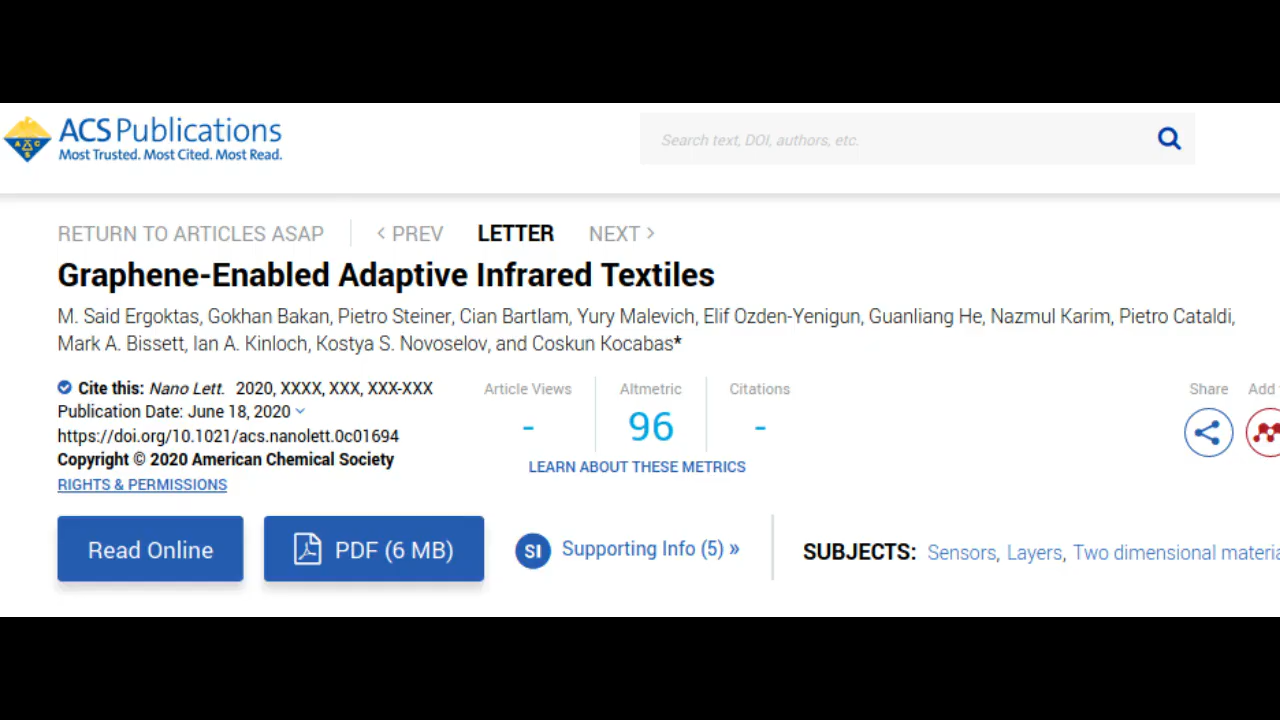 ACS Publications
Most Trusted. Most Cited. Most Read.
Search text, DOI, authors, etc.
RETURN TO ARTICLES ASAP
< PREV
LETTER
NEXT >
Graphene-Enabled Adaptive Infrared Textiles
M. Said Ergoktas, Gokhan Bakan, Pietro Steiner, Cian Bartlam, Yury Malevich, Elif Ozden-Yenigun, Guanliang He, Nazmul Karim, Pietro Cataldi,
Mark A. Bissett, Ian A. Kinloch, Kostya S. Novoselov, and Coskun Kocabas*
Cite this: Nano Lett. 2020, XXXX, XXX, XXX-XXX
Publication Date: June 18, 2020
https://doi.org/10.1021/acs.nanolett.0c01694
Copyright © 2020 American Chemical Society
RIGHTS & PERMISSIONS
Article Views
-
Altmetric
96
Citations
-
LEARN ABOUT THESE METRICS
Share
Add
Read Online
PDF (6 MB)
SI
Supporting Info (5) »
SUBJECTS: Sensors, Layers, Two dimensional